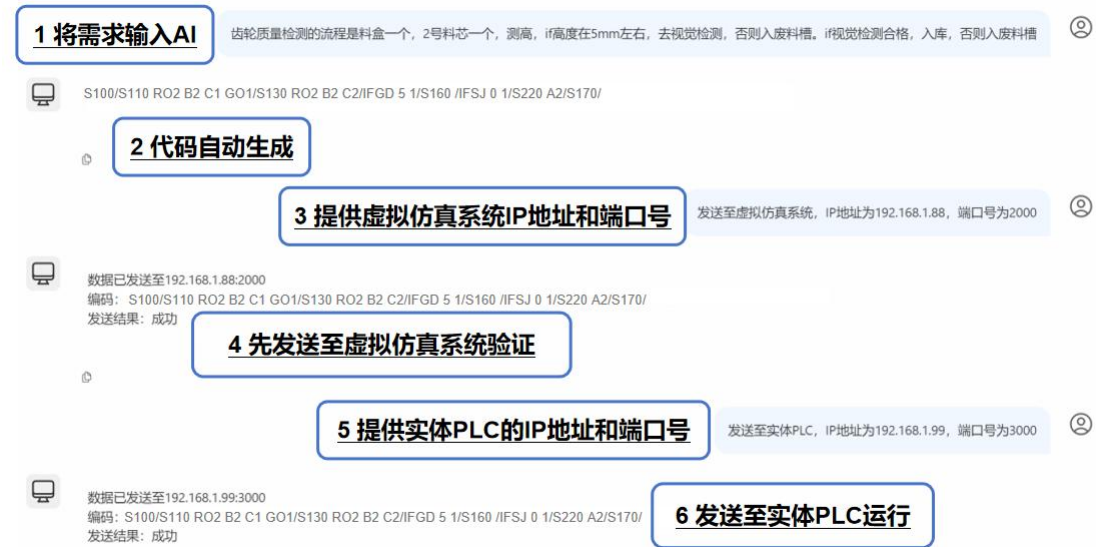 1 将需求输入AI
齿轮质量检测的流程是料盒一个，2号料芯一个，测高，if高度在5mm左右，去视觉检测，否则入废料槽。if视觉检测合格，入库，否则入废料槽
S100/S110 RO2 B2 C1 GO1/S130 RO2 B2 C2/IFGD 5 1/S160 /IFSJ 0 1/S220 A2/S170/
2 代码自动生成
3 提供虚拟仿真系统IP地址和端口号
发送至虚拟仿真系统，IP地址为192.168.1.88，端口号为2000
数据已发送至192.168.1.88:2000
编码： S100/S110 RO2 B2 C1 GO1/S130 RO2 B2 C2/IFGD 5 1/S160 /IFSJ 0 1/S220 A2/S170/
发送结果：成功
4 先发送至虚拟仿真系统验证
5 提供实体PLC的IP地址和端口号
发送至实体PLC，IP地址为192.168.1.99，端口号为3000
数据已发送至192.168.1.99:3000
编码：S100/S110 RO2 B2 C1 GO1/S130 RO2 B2 C2/IFGD 5 1/S160 /IFSJ 0 1/S220 A2/S170/
发送结果：成功
6 发送至实体PLC运行